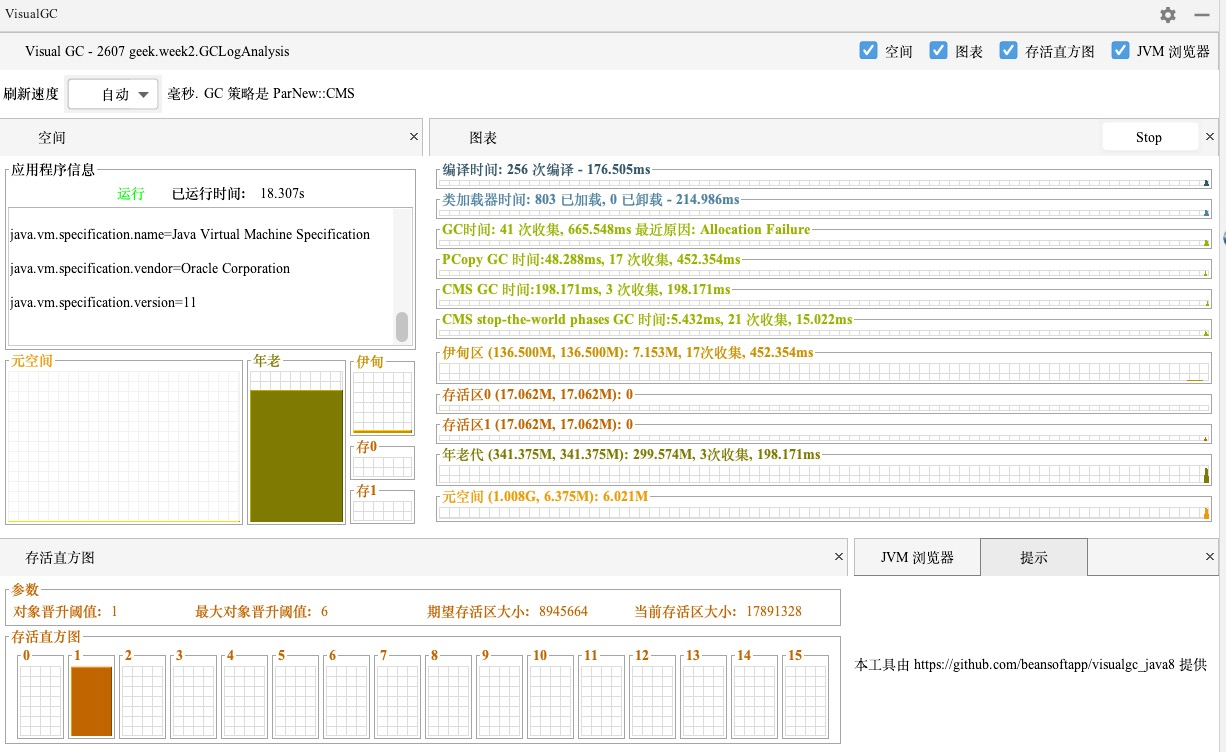 VisualGC
Visual GC - 2607 geek.week2.GCLogAnalysis
空间 图表 存活直方图 JVM 浏览器
刷新速度 自动 毫秒. GC 策略是 ParNew::CMS
空间 ×
应用程序信息
运行 已运行时间: 18.307s
java.vm.specification.name=Java Virtual Machine Specification
java.vm.specification.vendor=Oracle Corporation
java.vm.specification.version=11
元空间
年老
伊甸
存0
存1
图表 Stop ×
编译时间: 256 次编译 - 176.505ms
类加载器时间: 803 已加载, 0 已卸载 - 214.986ms
GC时间: 41 次收集, 665.548ms 最近原因: Allocation Failure
PCopy GC 时间:48.288ms, 17 次收集, 452.354ms
CMS GC 时间:198.171ms, 3 次收集, 198.171ms
CMS stop-the-world phases GC 时间:5.432ms, 21 次收集, 15.022ms
伊甸区 (136.500M, 136.500M): 7.153M, 17次收集, 452.354ms
存活区0 (17.062M, 17.062M): 0
存活区1 (17.062M, 17.062M): 0
年老代 (341.375M, 341.375M): 299.574M, 3次收集, 198.171ms
元空间 (1.008G, 6.375M): 6.021M
存活直方图 ×
参数
对象晋升阈值: 1 最大对象晋升阈值: 6 期望存活区大小: 8945664 当前存活区大小: 17891328
存活直方图
0 1 2 3 4 5 6 7 8 9 10 11 12 13 14 15
JVM 浏览器 提示 ×
本工具由 https://github.com/beansoftapp/visualgc_java8 提供